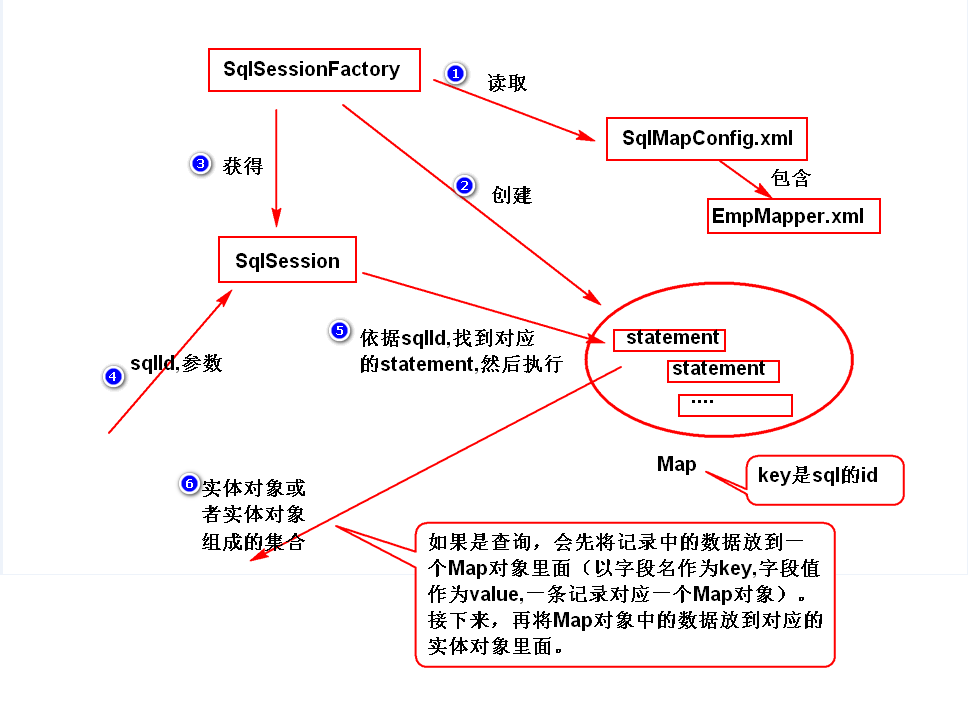 SqlSessionFactory
1 读取
SqlMapConfig.xml
包含
EmpMapper.xml
3 获得
2 创建
SqlSession
5 依据sqlId,找到对应
的statement,然后执行
statement
statement
....
4 sqlId,参数
Map
key是sql的id
6 实体对象或
者实体对象
组成的集合
如果是查询，会先将记录中的数据放到一
个Map对象里面（以字段名作为key,字段值
作为value,一条记录对应一个Map对象）。
接下来，再将Map对象中的数据放到对应的
实体对象里面。